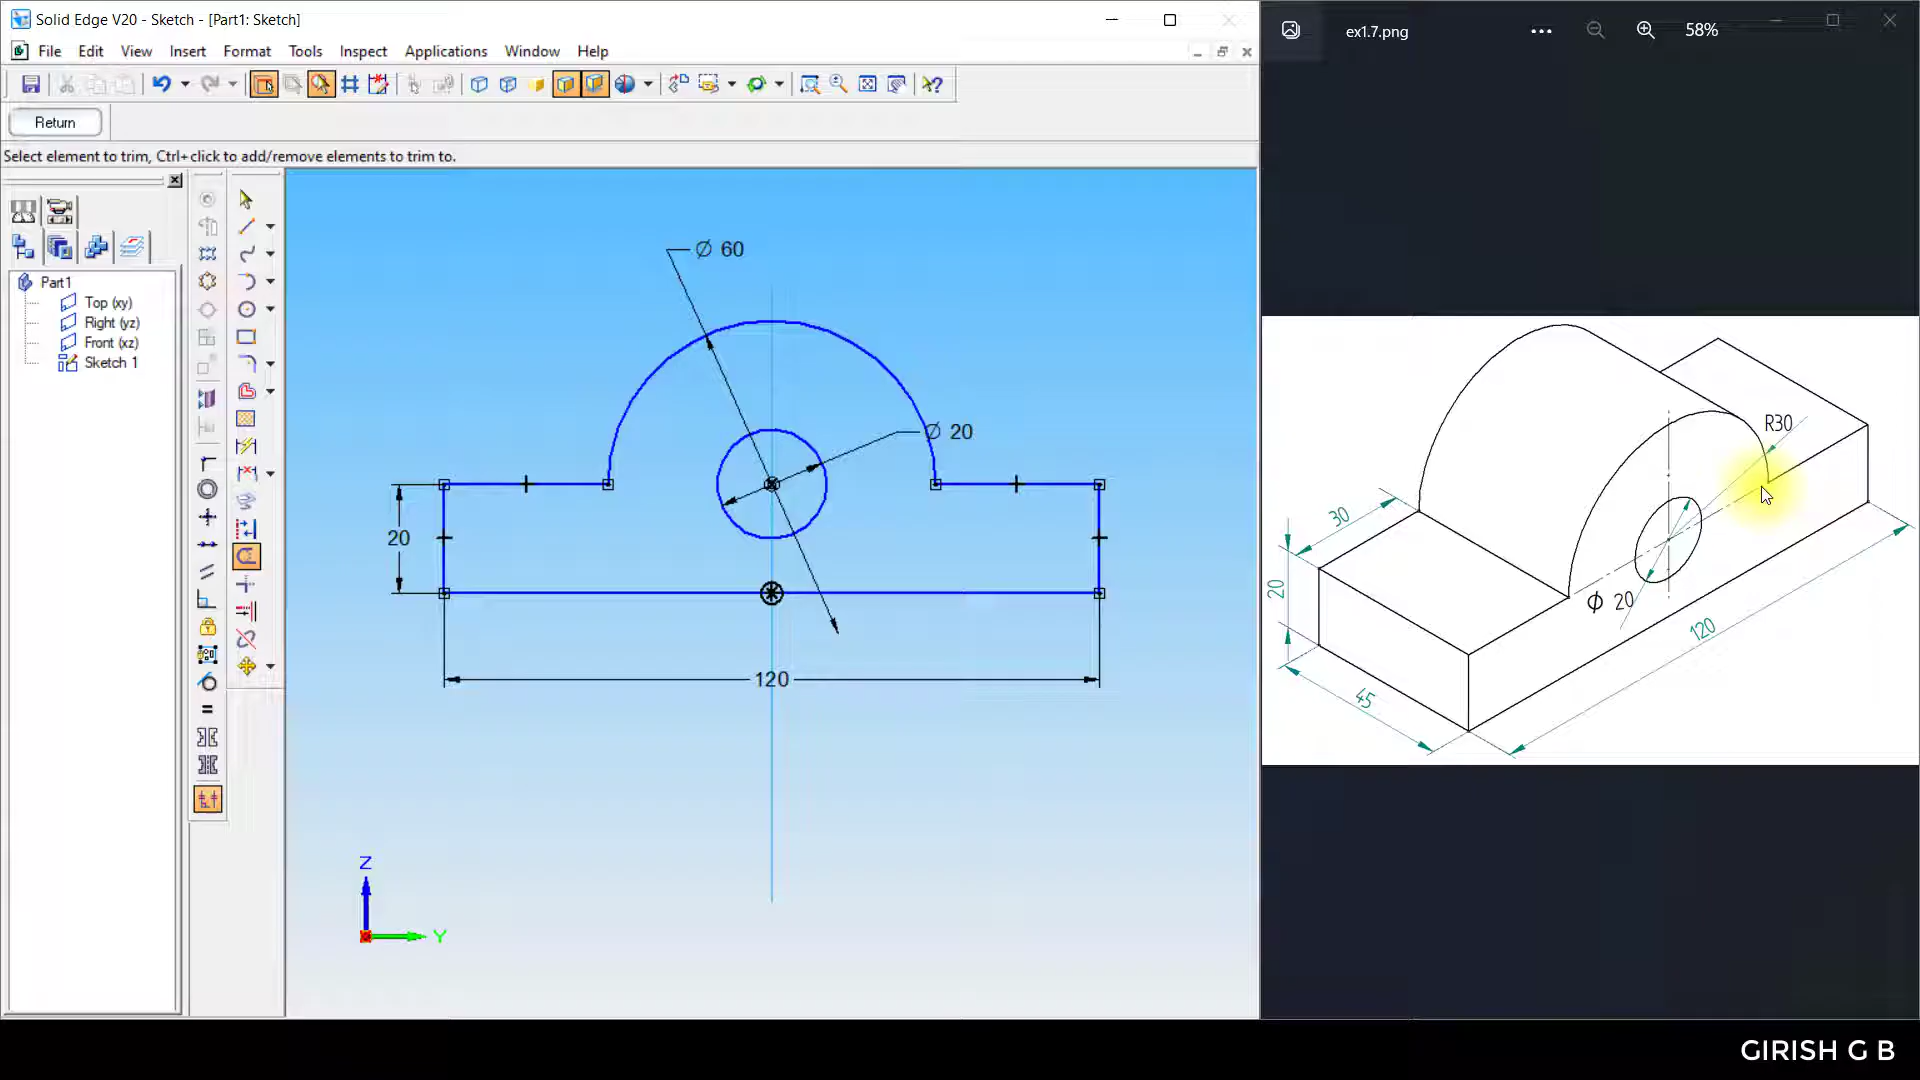 Solid Edge V20 - Sketch - [Part1: Sketch]
File Edit View Insert Format Tools Inspect Applications Window Help
Return
Select element to trim, Ctrl+click to add/remove elements to trim to.
Part1
Top (xy)
Right (yz)
Front (xz)
Sketch 1
∅ 60
∅ 20
20
120
Z
Y
ex1.7.png
58%
R30
30
20
Φ 20
120
45
GIRISH G B